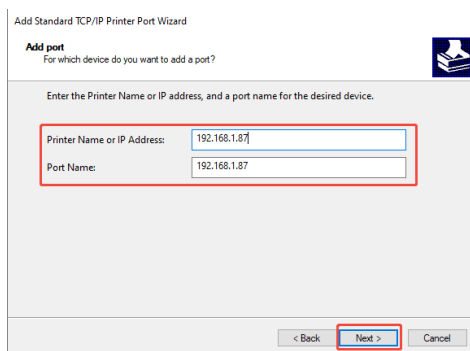 Add Standard TCP/IP Printer Port Wizard
Add port
For which device do you want to add a port?
Enter the Printer Name or IP address, and a port name for the desired device.
Printer Name or IP Address: 192.168.1.87
Port Name: 192.168.1.87
< Back Next > Cancel